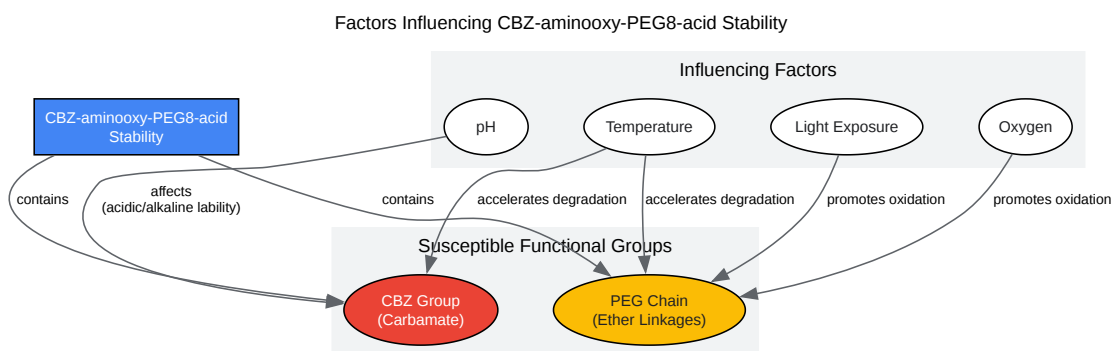 Factors Influencing CBZ-aminooxy-PEG8-acid Stability
Influencing Factors
CBZ-aminooxy-PEG8-acid
Stability
pH
Temperature
Light Exposure
Oxygen
contains
affects
(acidic/alkaline lability)
contains
accelerates degradation
accelerates degradation
promotes oxidation
promotes oxidation
Susceptible Functional Groups
CBZ Group
(Carbamate)
PEG Chain
(Ether Linkages)